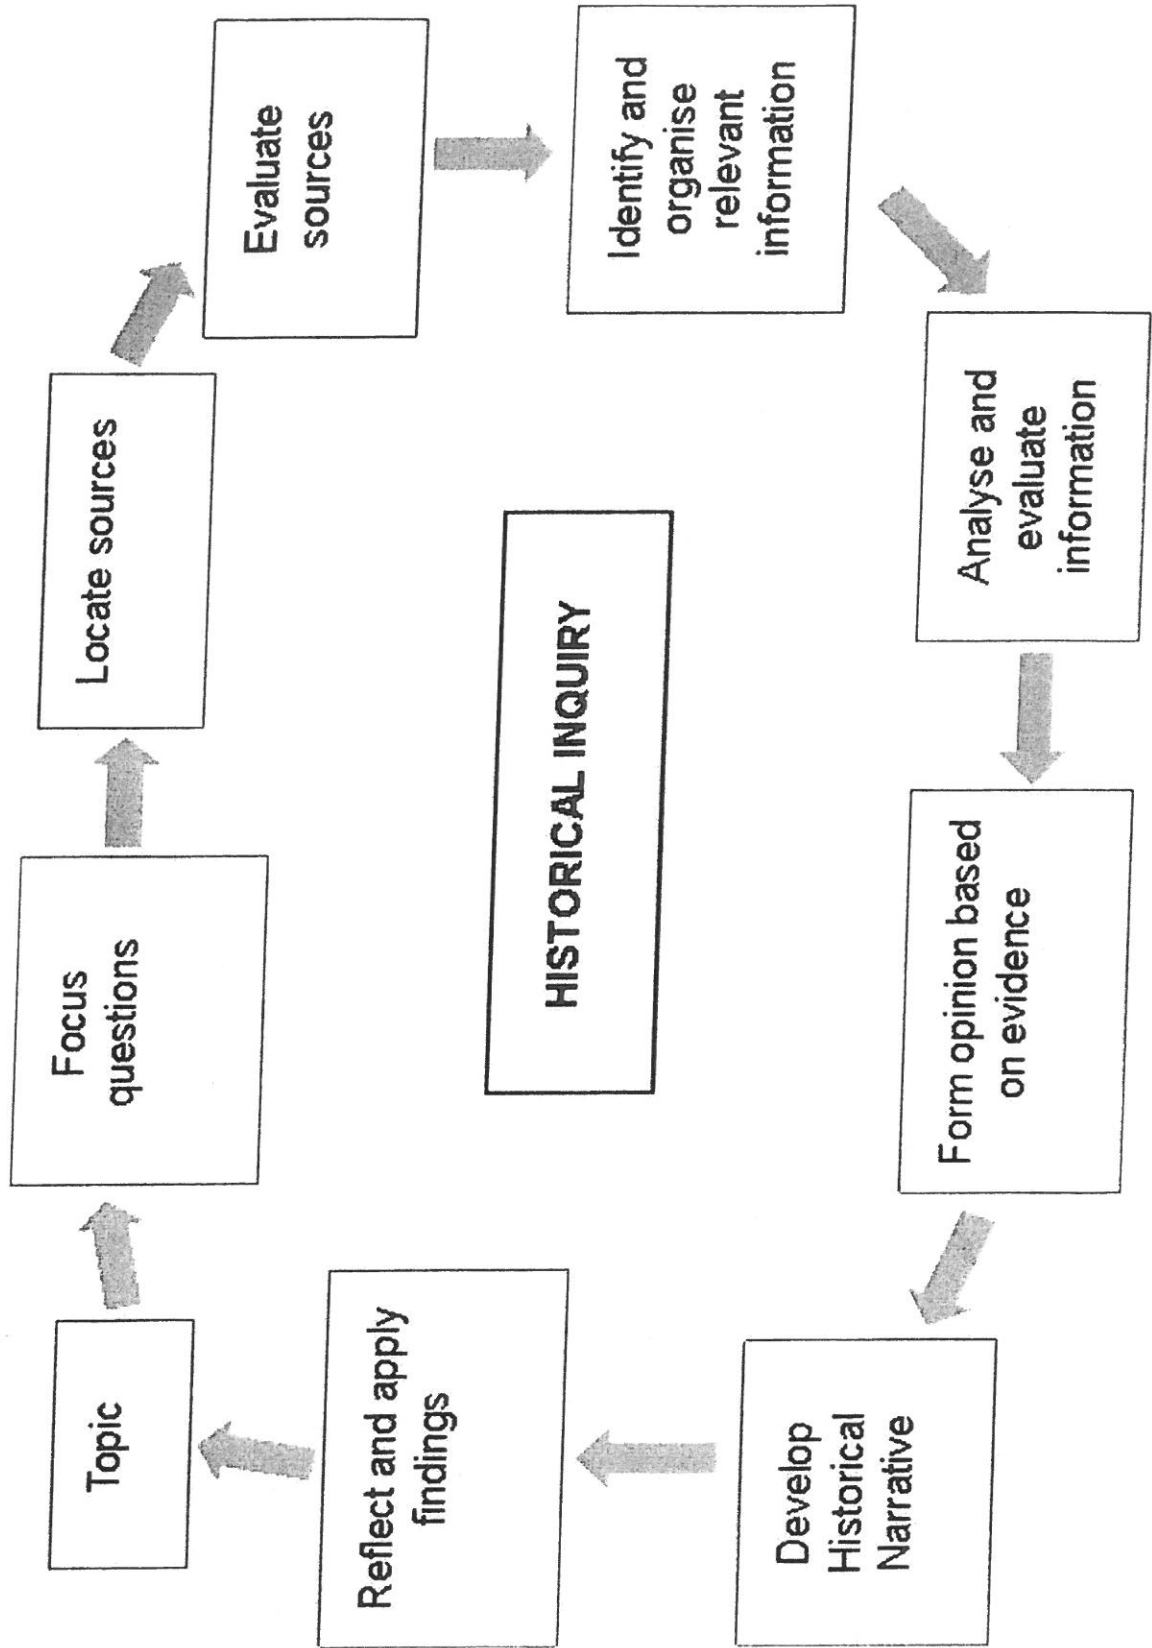 HISTORICAL INQUIRY
Topic
Focus
questions
Locate sources
Evaluate
sources
Identify and
organise
relevant
information
Analyse and
evaluate
information
Form opinion based
on evidence
Develop
Historical
Narrative
Reflect and apply
findings